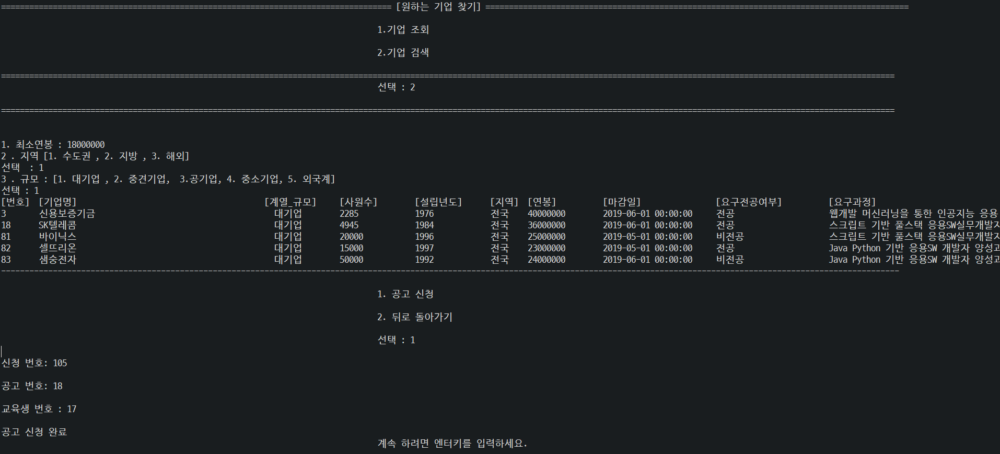 =================================================================================== [원하는 기업 찾기] ==========================================================================================
1.기업 조회
2.기업 검색
==============================================================================================================================================================================================
선택 : 2
==============================================================================================================================================================================================
1. 최소연봉 : 18000000
2 . 지역 [1. 수도권 , 2. 지방 , 3. 해외]
선택  : 1
3 . 규모 : [1. 대기업 , 2. 중견기업,  3.공기업, 4. 중소기업, 5. 외국계]
선택 : 1
[번호] [기업명] [계열_규모] [사원수] [설립년도] [지역] [연봉] [마감일] [요구전공여부] [요구과정]
3 신용보증기금 대기업 2285 1976 전국 40000000 2019-06-01 00:00:00 전공 웹개발 머신러닝을 통한 인공지능 응용
18 SK텔레콤 대기업 4945 1984 전국 36000000 2019-06-01 00:00:00 전공 스크립트 기반 풀스택 응용SW실무개발자
81 바이닉스 대기업 20000 1996 전국 25000000 2019-05-01 00:00:00 비전공 스크립트 기반 풀스택 응용SW실무개발자
82 셀뜨리온 대기업 15000 1997 전국 23000000 2019-05-01 00:00:00 전공 Java Python 기반 응용SW 개발자 양성과
83 샘숭전자 대기업 50000 1992 전국 24000000 2019-06-01 00:00:00 비전공 Java Python 기반 응용SW 개발자 양성과
-----------------------------------------------------------------------------------------------------------------------------------------------------------------------------------------------
1. 공고 신청
2. 뒤로 돌아가기
선택 : 1
신청 번호: 105
공고 번호: 18
교육생 번호 : 17
공고 신청 완료
계속 하려면 엔터키를 입력하세요.